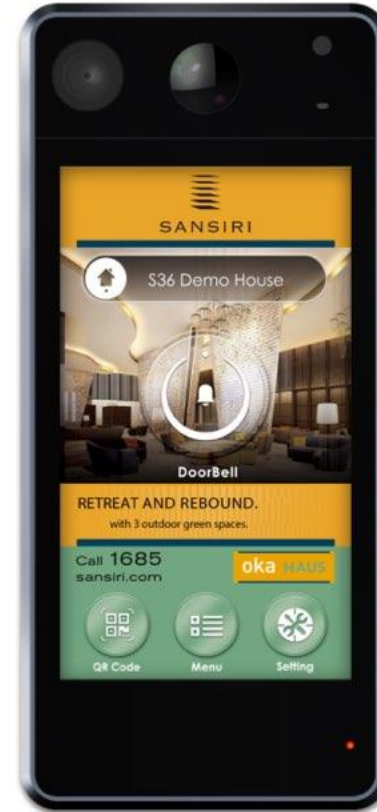 SANSIRI
S36 Demo House
DoorBell
RETREAT AND REBOUND.
with 3 outdoor green spaces.
Call 1685
sansiri.com
oka HAUS
QR Code
Menu
Setting